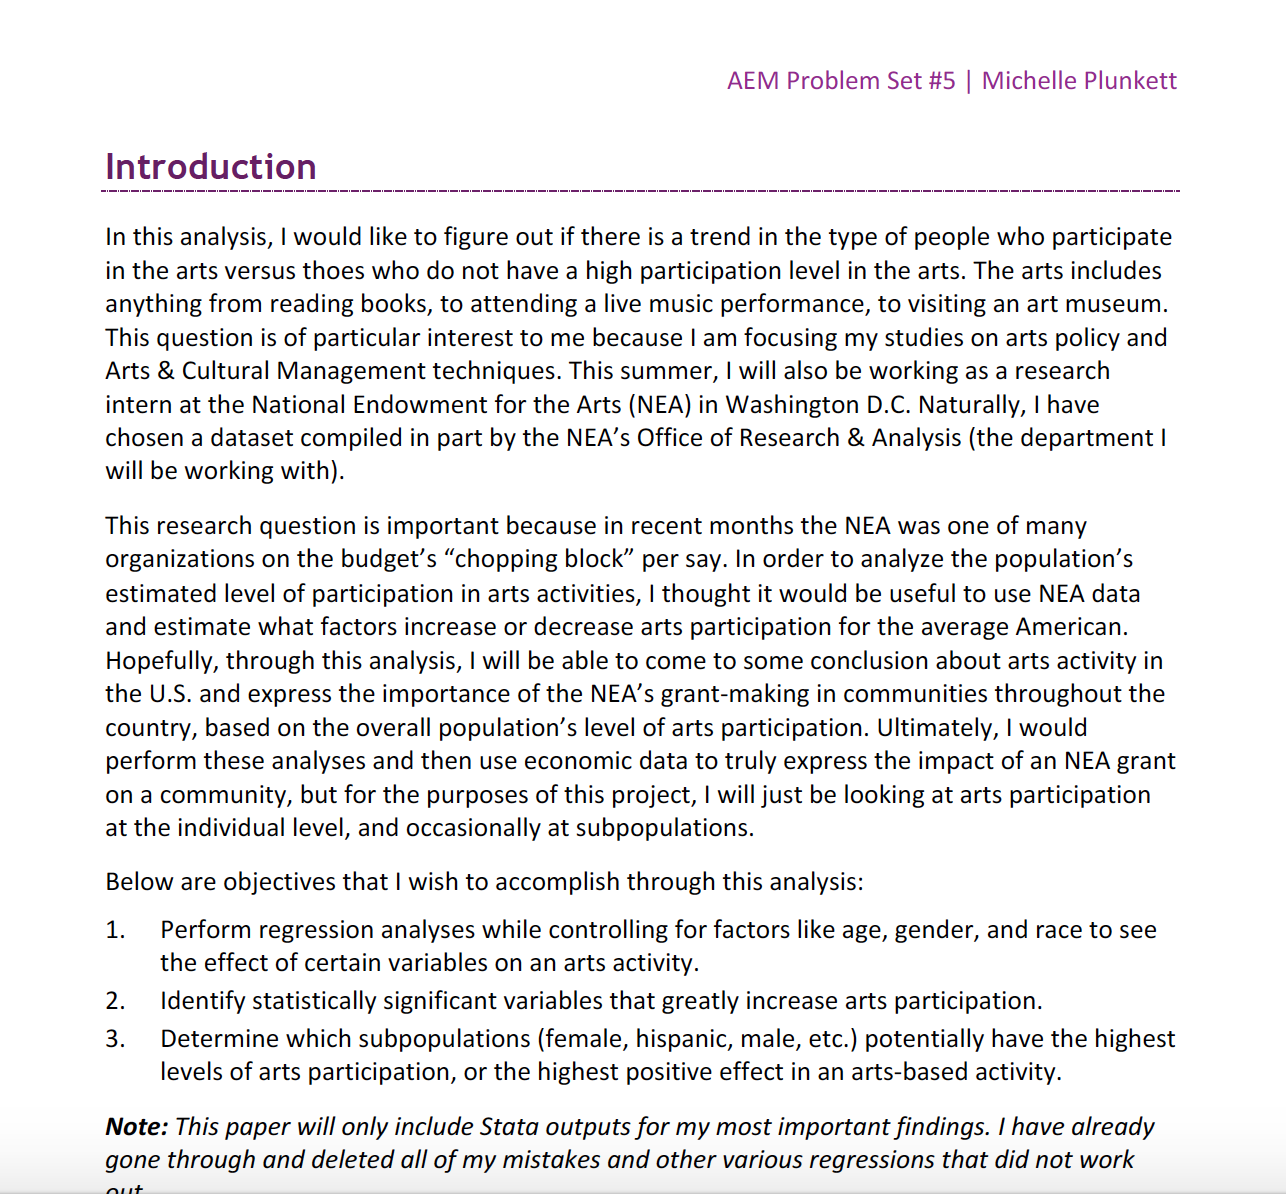 AEM Problem Set #5 | Michelle Plunkett
Introduction
In this analysis, I would like to figure out if there is a trend in the type of people who participate
in the arts versus thoes who do not have a high participation level in the arts. The arts includes
anything from reading books, to attending a live music performance, to visiting an art museum.
This question is of particular interest to me because I am focusing my studies on arts policy and
Arts & Cultural Management techniques. This summer, I will also be working as a research
intern at the National Endowment for the Arts (NEA) in Washington D.C. Naturally, I have
chosen a dataset compiled in part by the NEA’s Office of Research & Analysis (the department I
will be working with).
This research question is important because in recent months the NEA was one of many
organizations on the budget’s “chopping block” per say. In order to analyze the population’s
estimated level of participation in arts activities, I thought it would be useful to use NEA data
and estimate what factors increase or decrease arts participation for the average American.
Hopefully, through this analysis, I will be able to come to some conclusion about arts activity in
the U.S. and express the importance of the NEA’s grant-making in communities throughout the
country, based on the overall population’s level of arts participation. Ultimately, I would
perform these analyses and then use economic data to truly express the impact of an NEA grant
on a community, but for the purposes of this project, I will just be looking at arts participation
at the individual level, and occasionally at subpopulations.
Below are objectives that I wish to accomplish through this analysis:
1. Perform regression analyses while controlling for factors like age, gender, and race to see
the effect of certain variables on an arts activity.
2. Identify statistically significant variables that greatly increase arts participation.
3. Determine which subpopulations (female, hispanic, male, etc.) potentially have the highest
levels of arts participation, or the highest positive effect in an arts-based activity.
Note: This paper will only include Stata outputs for my most important findings. I have already
gone through and deleted all of my mistakes and other various regressions that did not work
out